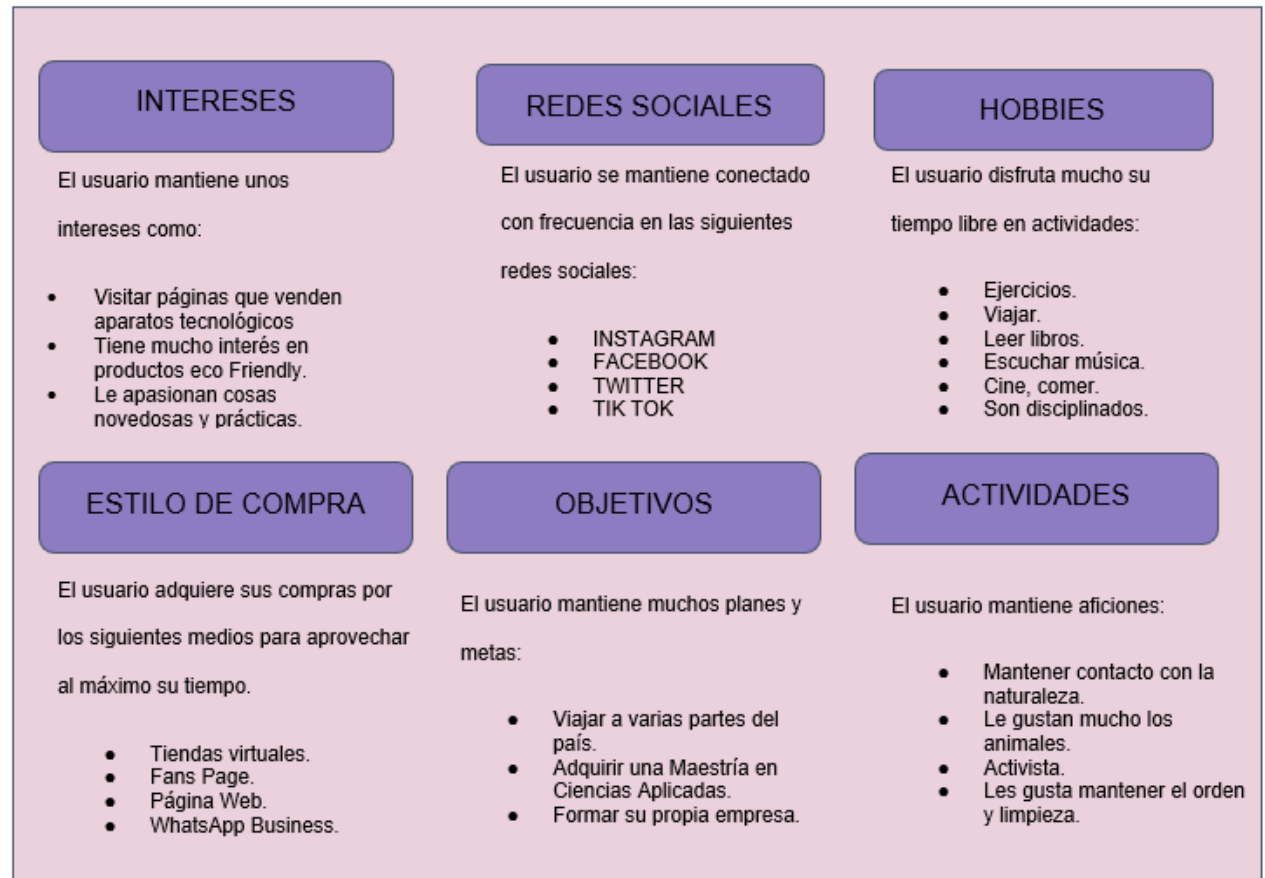 INTERESES
El usuario mantiene unos
intereses como:
• Visitar páginas que venden
aparatos tecnológicos
• Tiene mucho interés en
productos eco Friendly.
• Le apasionan cosas
novedosas y prácticas.
REDES SOCIALES
El usuario se mantiene conectado
con frecuencia en las siguientes
redes sociales:
• INSTAGRAM
• FACEBOOK
• TWITTER
• TIK TOK
HOBBIES
El usuario disfruta mucho su
tiempo libre en actividades:
• Ejercicios.
• Viajar.
• Leer libros.
• Escuchar música.
• Cine, comer.
• Son disciplinados.
ESTILO DE COMPRA
El usuario adquiere sus compras por
los siguientes medios para aprovechar
al máximo su tiempo.
• Tiendas virtuales.
• Fans Page.
• Página Web.
• WhatsApp Business.
OBJETIVOS
El usuario mantiene muchos planes y
metas:
• Viajar a varias partes del
país.
• Adquirir una Maestría en
Ciencias Aplicadas.
• Formar su propia empresa.
ACTIVIDADES
El usuario mantiene aficiones:
• Mantener contacto con la
naturaleza.
• Le gustan mucho los
animales.
• Activista.
• Les gusta mantener el orden
y limpieza.